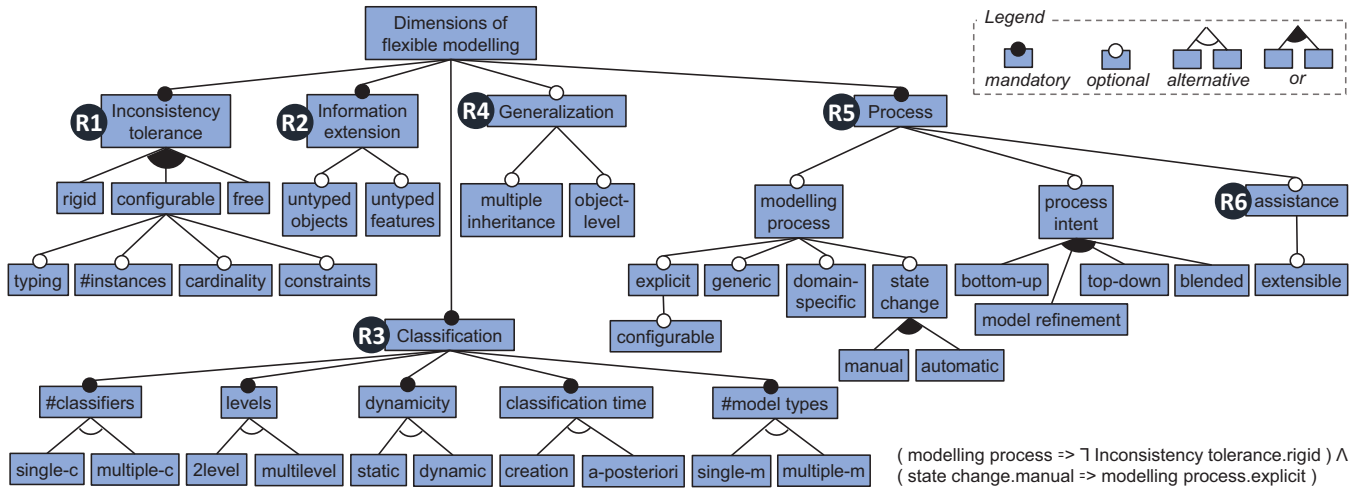 Dimensions of
flexible modelling
Legend
mandatory
optional
alternative
or
R1
Inconsistency
tolerance
R2
Information
extension
R4
Generalization
R5
Process
rigid
configurable
free
untyped
objects
untyped
features
multiple
inheritance
object-
level
modelling
process
process
intent
R6
assistance
typing
#instances
cardinality
constraints
explicit
generic
domain-
specific
state
change
bottom-up
top-down
blended
extensible
configurable
model refinement
manual
automatic
R3
Classification
#classifiers
levels
dynamicity
classification time
#model types
single-c
multiple-c
2level
multilevel
static
dynamic
creation
a-posteriori
single-m
multiple-m
( modelling process => ⅂ Inconsistency tolerance.rigid ) Λ
( state change.manual => modelling process.explicit )